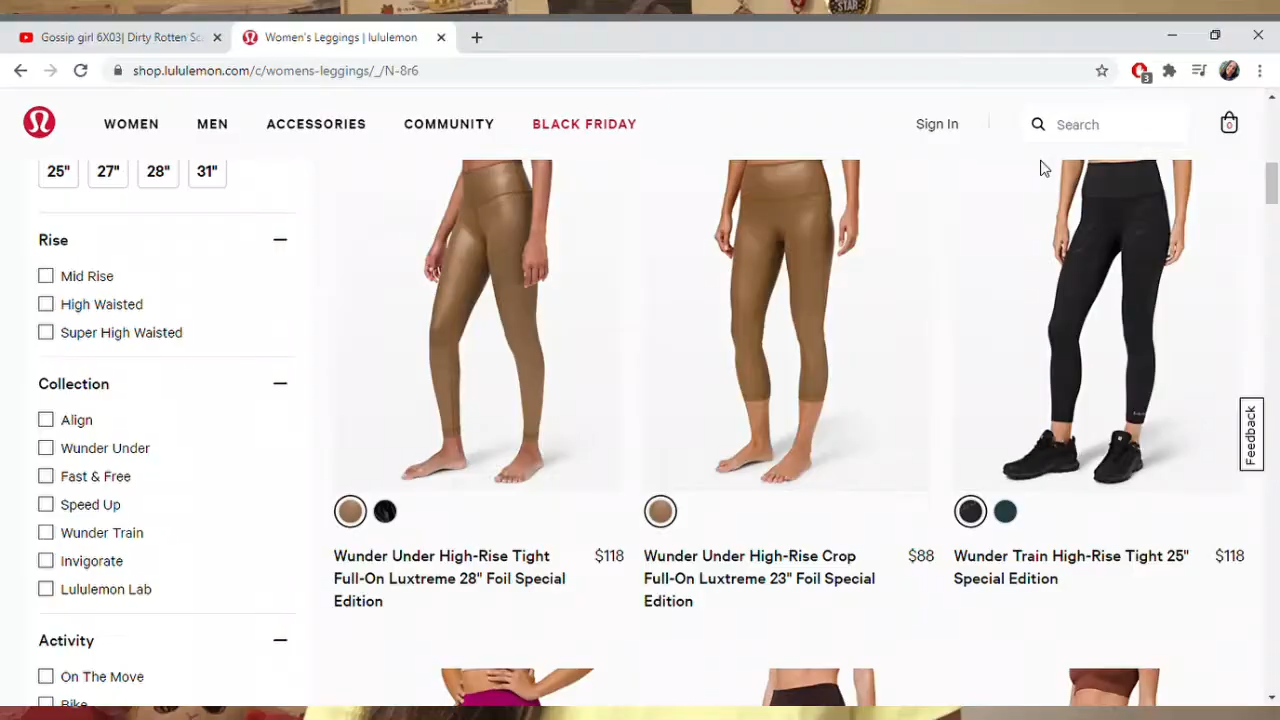 STAR
Gossip girl 6X03| Dirty Rotten Sc
Women's Leggings | lululemon
shop.lululemon.com/c/womens-leggings/_/N-8r6
3
WOMEN
MEN
ACCESSORIES
COMMUNITY
BLACK FRIDAY
Sign In
Search
0
25"
27"
28"
31"
Rise
Mid Rise
High Waisted
Super High Waisted
Collection
Align
Wunder Under
Fast & Free
Speed Up
Wunder Train
Invigorate
Lululemon Lab
Activity
On The Move
Bike
Feedback
Wunder Under High-Rise Tight $118
Full-On Luxtreme 28" Foil Special
Edition
Wunder Under High-Rise Crop $88
Full-On Luxtreme 23" Foil Special
Edition
Wunder Train High-Rise Tight 25" $118
Special Edition